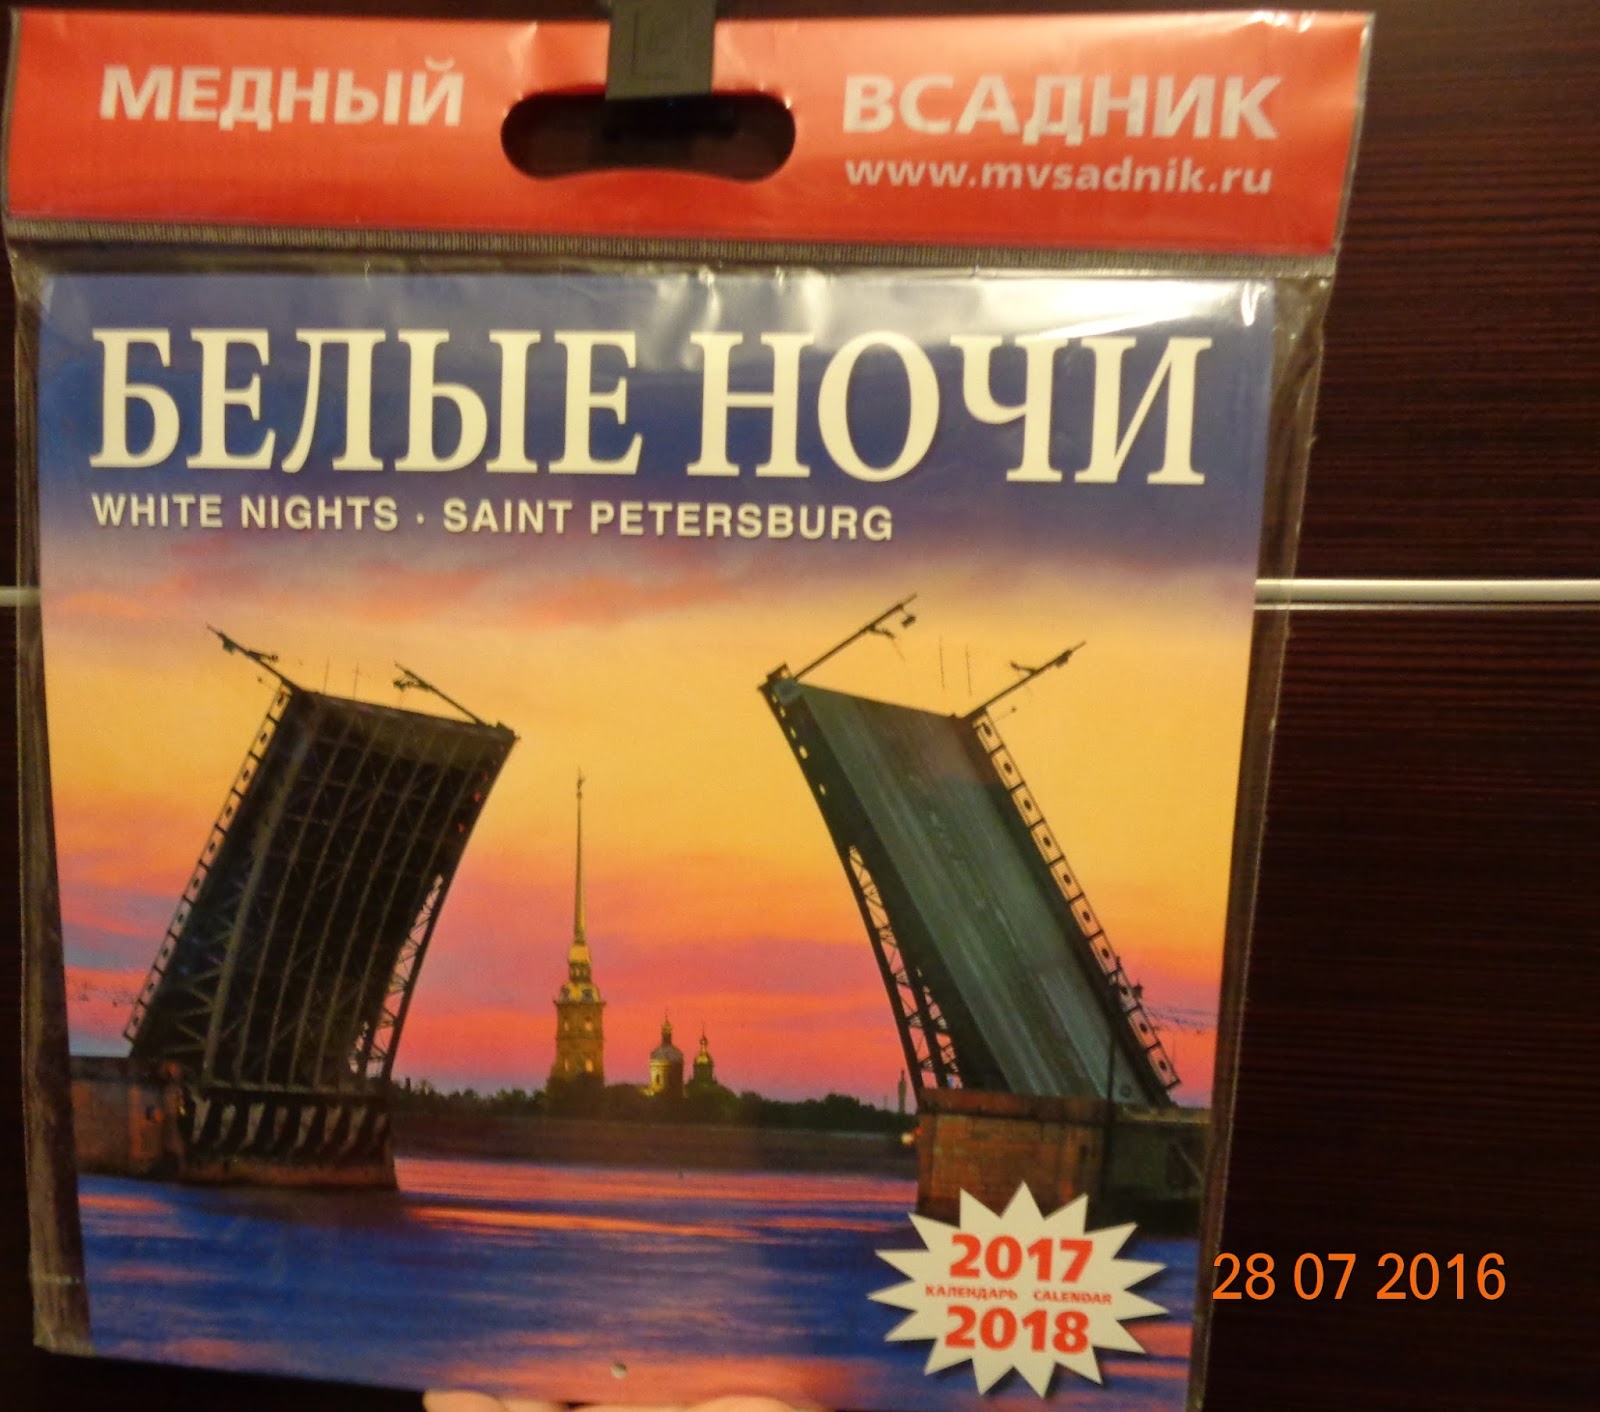 МЕДНЫЙ ВСАДНИК
www.mvsadnik.ru
БЕЛЫЕ НОЧИ
WHITE NIGHTS · SAINT PETERSBURG
2017
КАЛЕНДАРЬ CALENDAR
2018
28 07 2016